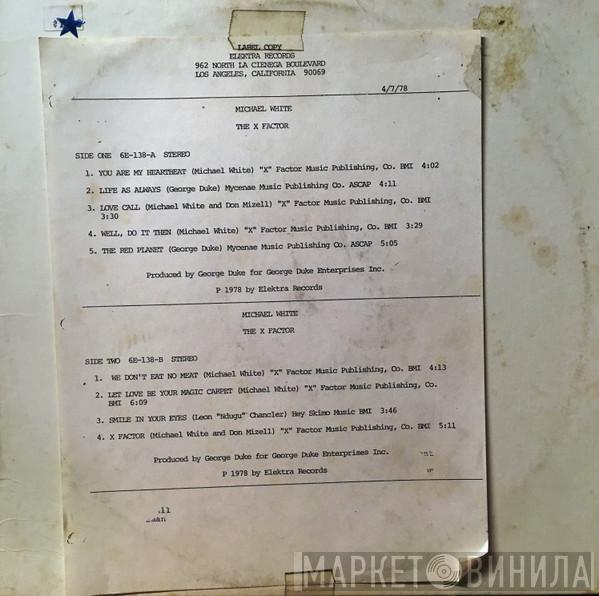 LABEL COPY
ELEKTRA RECORDS
962 NORTH LA CIENEGA BOULEVARD
LOS ANGELES, CALIFORNIA 90069
4/7/78
MICHAEL WHITE
THE X FACTOR
SIDE ONE 6E-138-A STEREO
1. YOU ARE MY HEARTBEAT (Michael White) "X" Factor Music Publishing, Co. BMI 4:02
2. LIFE AS ALWAYS (George Duke) Mycenae Music Publishing Co. ASCAP 4:11
3. LOVE CALL (Michael White and Don Mizell) "X" Factor Music Publishing, Co. BMI
3:30
4. WELL, DO IT THEN (Michael White) "X" Factor Music Publishing, Co. BMI 3:29
5. THE RED PLANET (George Duke) Mycenae Music Publishing Co. ASCAP 5:05
Produced by George Duke for George Duke Enterprises Inc.
P 1978 by Elektra Records
MICHAEL WHITE
THE X FACTOR
SIDE TWO 6E-138-B STEREO
1. WE DON'T EAT NO MEAT (Michael White) "X" Factor Music Publishing, Co. BMI 4:13
2. LET LOVE BE YOUR MAGIC CARPET (Michael White) "X" Factor Music Publishing, Co.
BMI 6:09
3. SMILE IN YOUR EYES (Leon "Ndugu" Chancler) Hey Skimo Music BMI 3:46
4. X FACTOR (Michael White and Don Mizell) "X" Factor Music Publishing, Co. BMI 5:11
Produced by George Duke for George Duke Enterprises Inc.
P 1978 by Elektra Records
МАРКЕТ ВИНИЛА